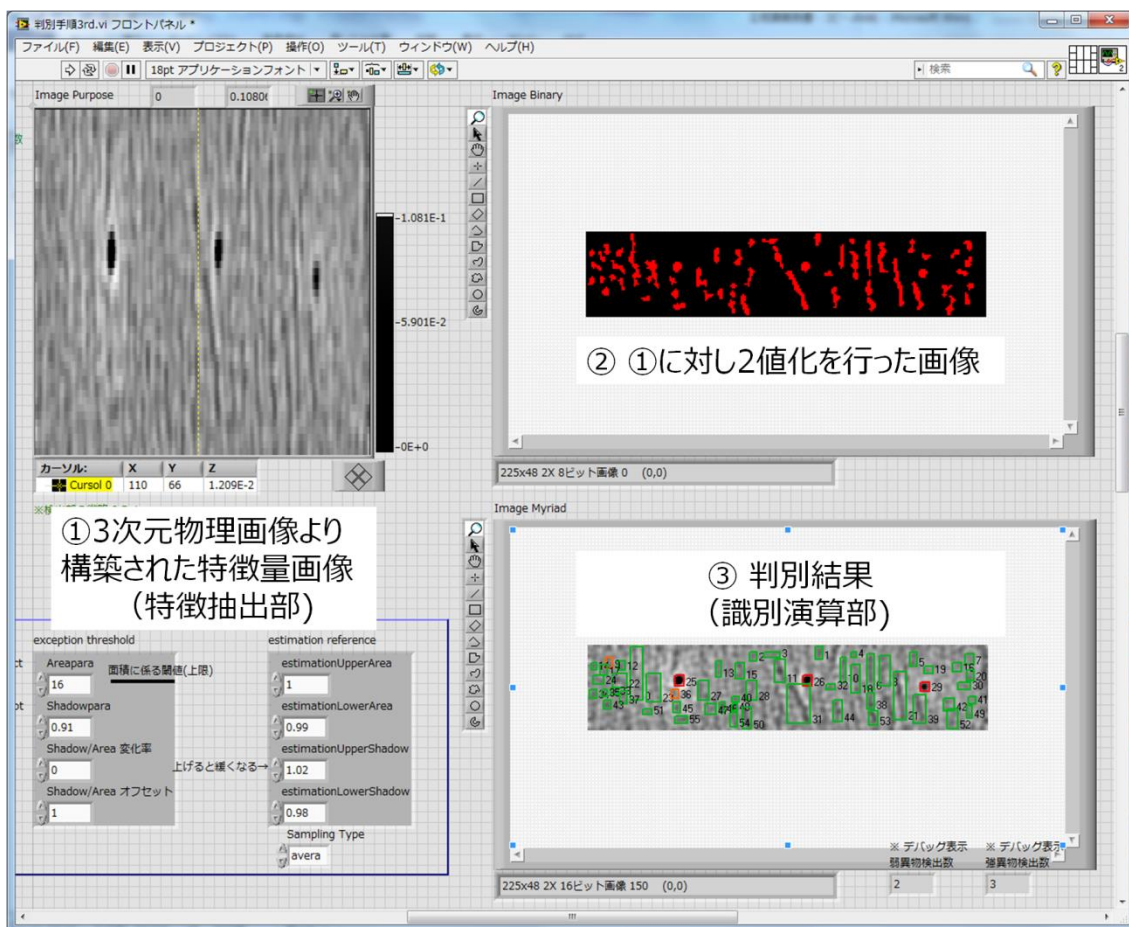 判別手順3rd.vi フロントパネル *
ファイル(F) 編集(E) 表示(V) プロジェクト(P) 操作(O) ツール(T) ウィンドウ(W) ヘルプ(H)
18pt アプリケーションフォント
検索
2
Image Purpose
0
0.1080
数
-1.081E-1
-5.901E-2
-0E+0
カーソル: X Y Z
Cursol 0 110 66 1.209E-2
①3次元物理画像より
構築された特徴量画像
(特徴抽出部)
Image Binary
② ①に対し2値化を行った画像
225x48 2X 8ビット画像 0 (0,0)
Image Myriad
③ 判別結果
(識別演算部)
225x48 2X 16ビット画像 150 (0,0)
※ デバッグ表示
弱異物検出数
2
※ デバッグ表示
強異物検出数
3
exception threshold
Areapara
面積に係る閾値(上限)
16
Shadowpara
0.91
Shadow/Area 変化率
0
Shadow/Area オフセット
1
上げると緩くなる→
estimation reference
estimationUpperArea
1
estimationLowerArea
0.99
estimationUpperShadow
1.02
estimationLowerShadow
0.98
Sampling Type
avera